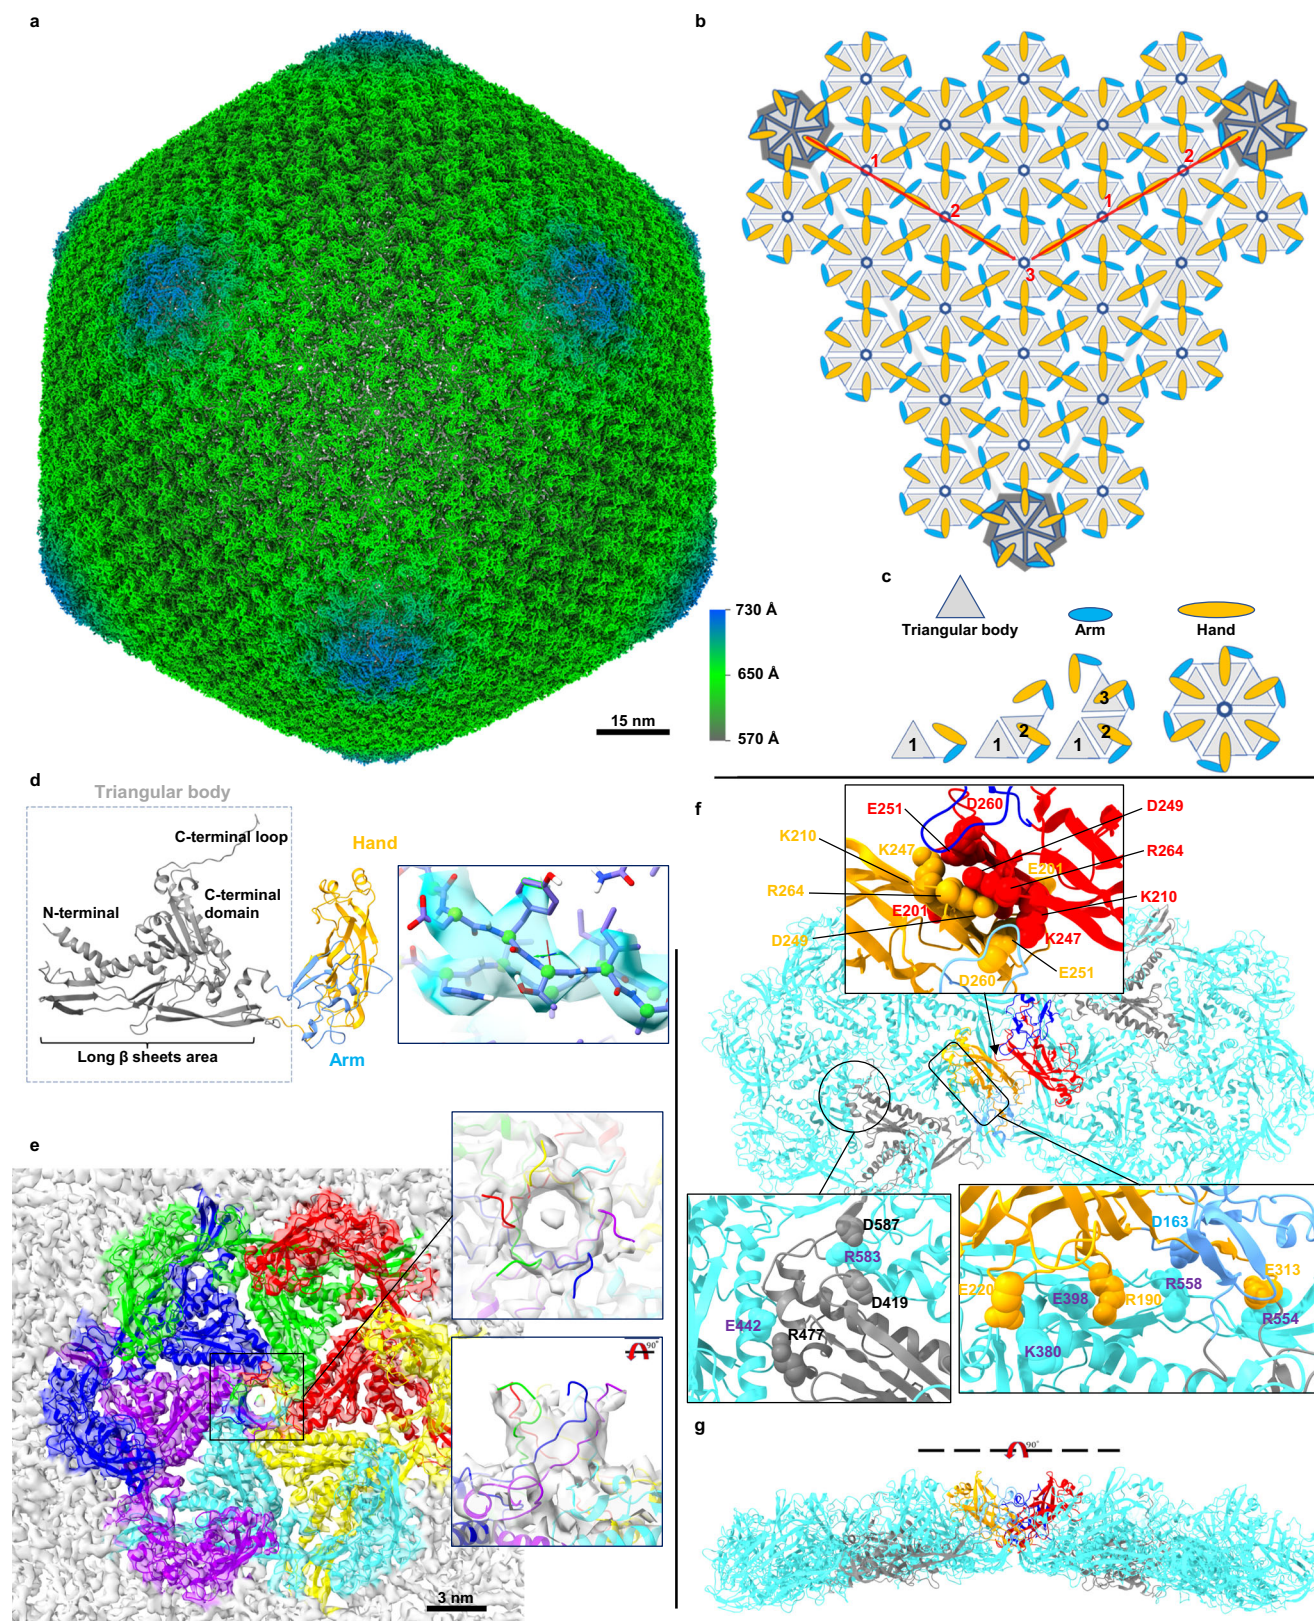 a
730 Å
650 Å
570 Å
15 nm
b
1
2
2
1
3
c
Triangular body
Arm
Hand
1
1
2
1
2
3
d
Triangular body
C-terminal loop
Hand
N-terminal
C-terminal
domain
Long β sheets area
Arm
e
90°
3 nm
f
E251
D260
D249
K210
K247
R264
E201
R264
E201
K210
D249
K247
E251
D260
D587
R583
D419
E442
R477
D163
E220
E313
R558
E398
R190
R554
K380
g
90°